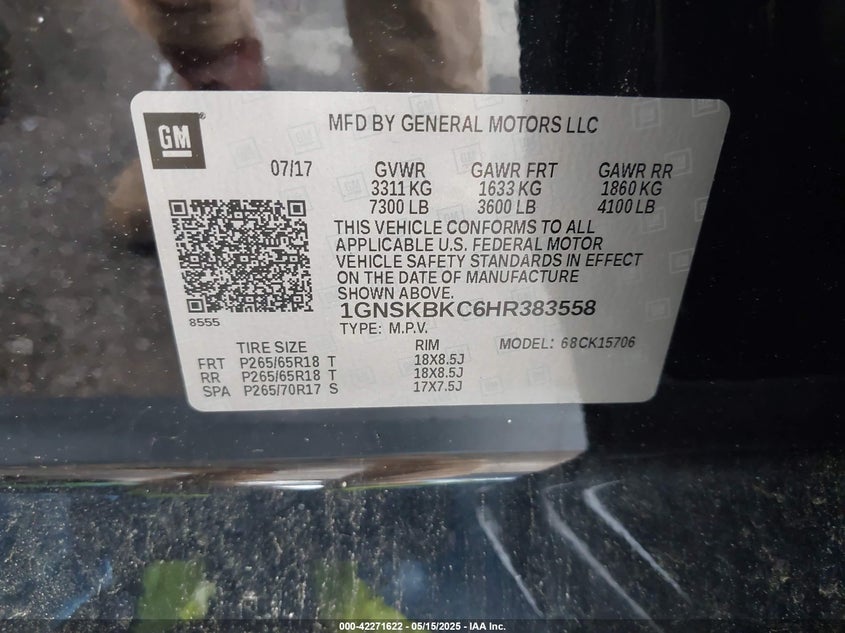 GM
MFD BY GENERAL MOTORS LLC
07/17 GVWR GAWR FRT GAWR RR
3311 KG 1633 KG 1860 KG
7300 LB 3600 LB 4100 LB
THIS VEHICLE CONFORMS TO ALL
APPLICABLE U.S. FEDERAL MOTOR
VEHICLE SAFETY STANDARDS IN EFFECT
ON THE DATE OF MANUFACTURE
SHOWN ABOVE.
8555
1GNSKBKC6HR383558
TYPE: M.P.V.
MODEL: 68CK15706
TIRE SIZE RIM
FRT P265/65R18 T 18X8.5J
RR P265/65R18 T 18X8.5J
SPA P265/70R17 S 17X7.5J
000-42271622 - 05/15/2025 - IAA Inc.